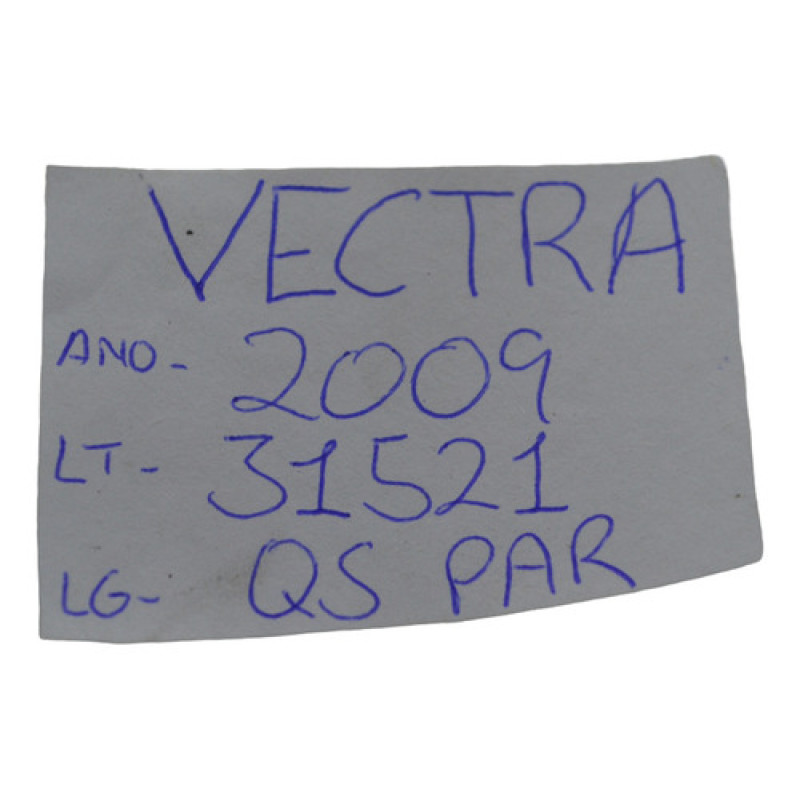 VECTRA
ANO- 2009
LT- 31521
LG- QS PAR